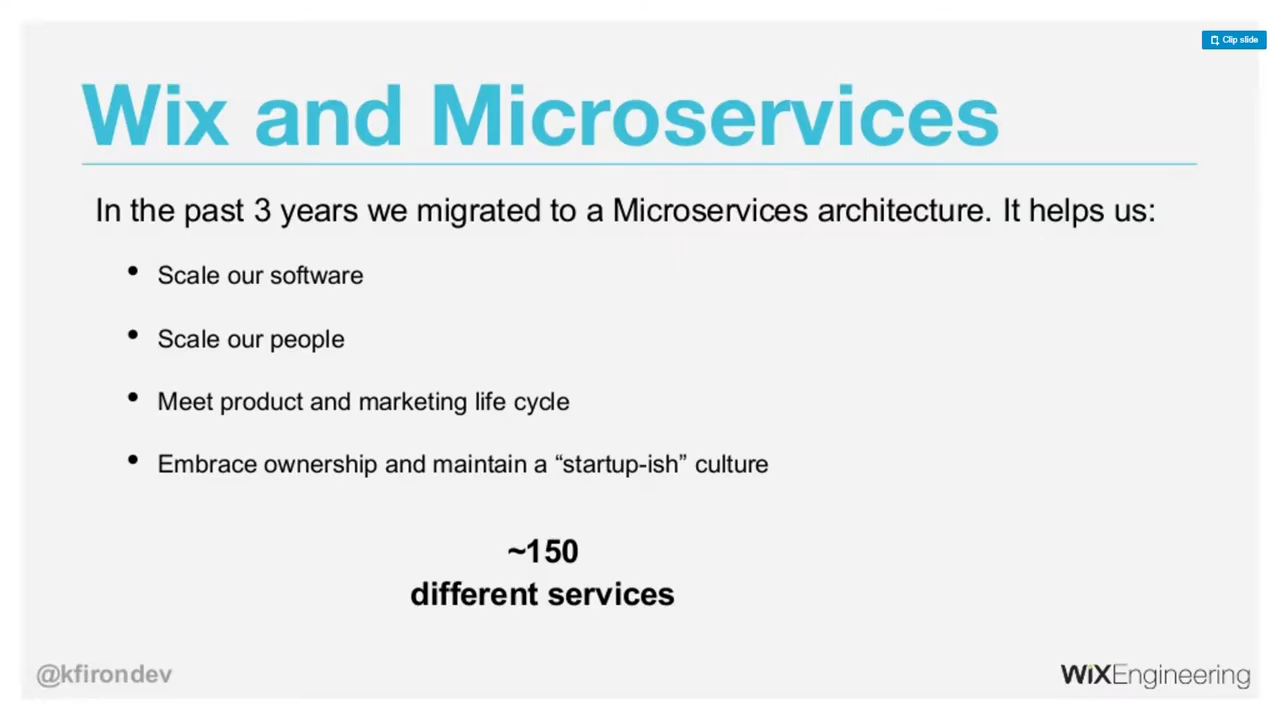 Clip slide
Wix and Microservices
In the past 3 years we migrated to a Microservices architecture. It helps us:
• Scale our software
• Scale our people
• Meet product and marketing life cycle
• Embrace ownership and maintain a “startup-ish” culture
~150
different services
@kfirondev
WiXEngineering